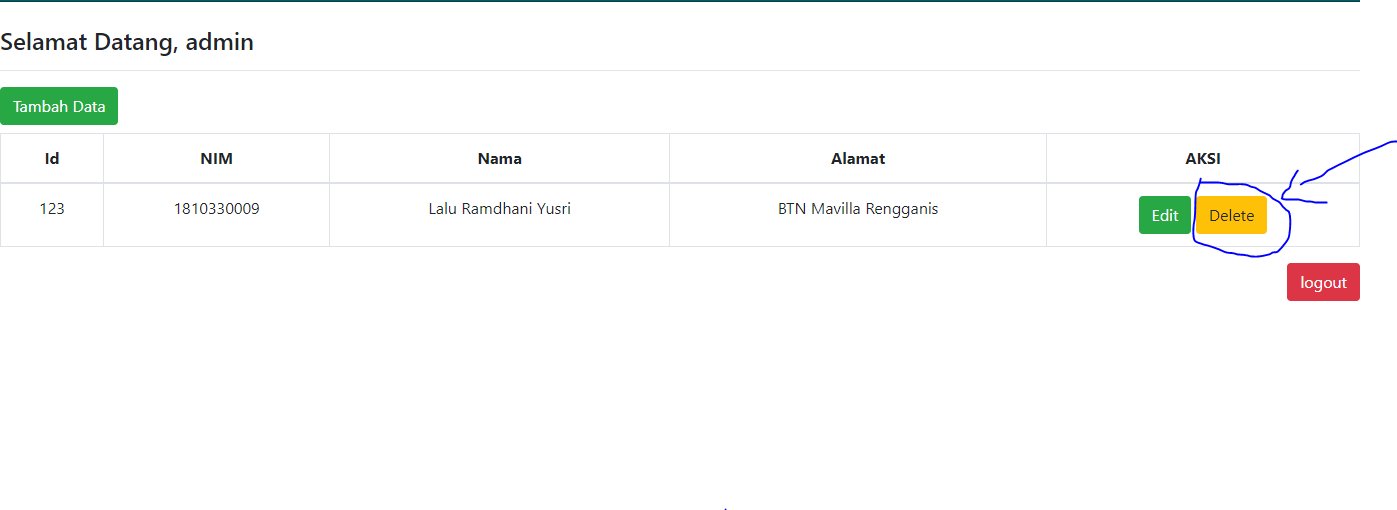 Selamat Datang, admin
Tambah Data
Id NIM Nama Alamat AKSI
123 1810330009 Lalu Ramdhani Yusri BTN Mavilla Rengganis Edit Delete
logout